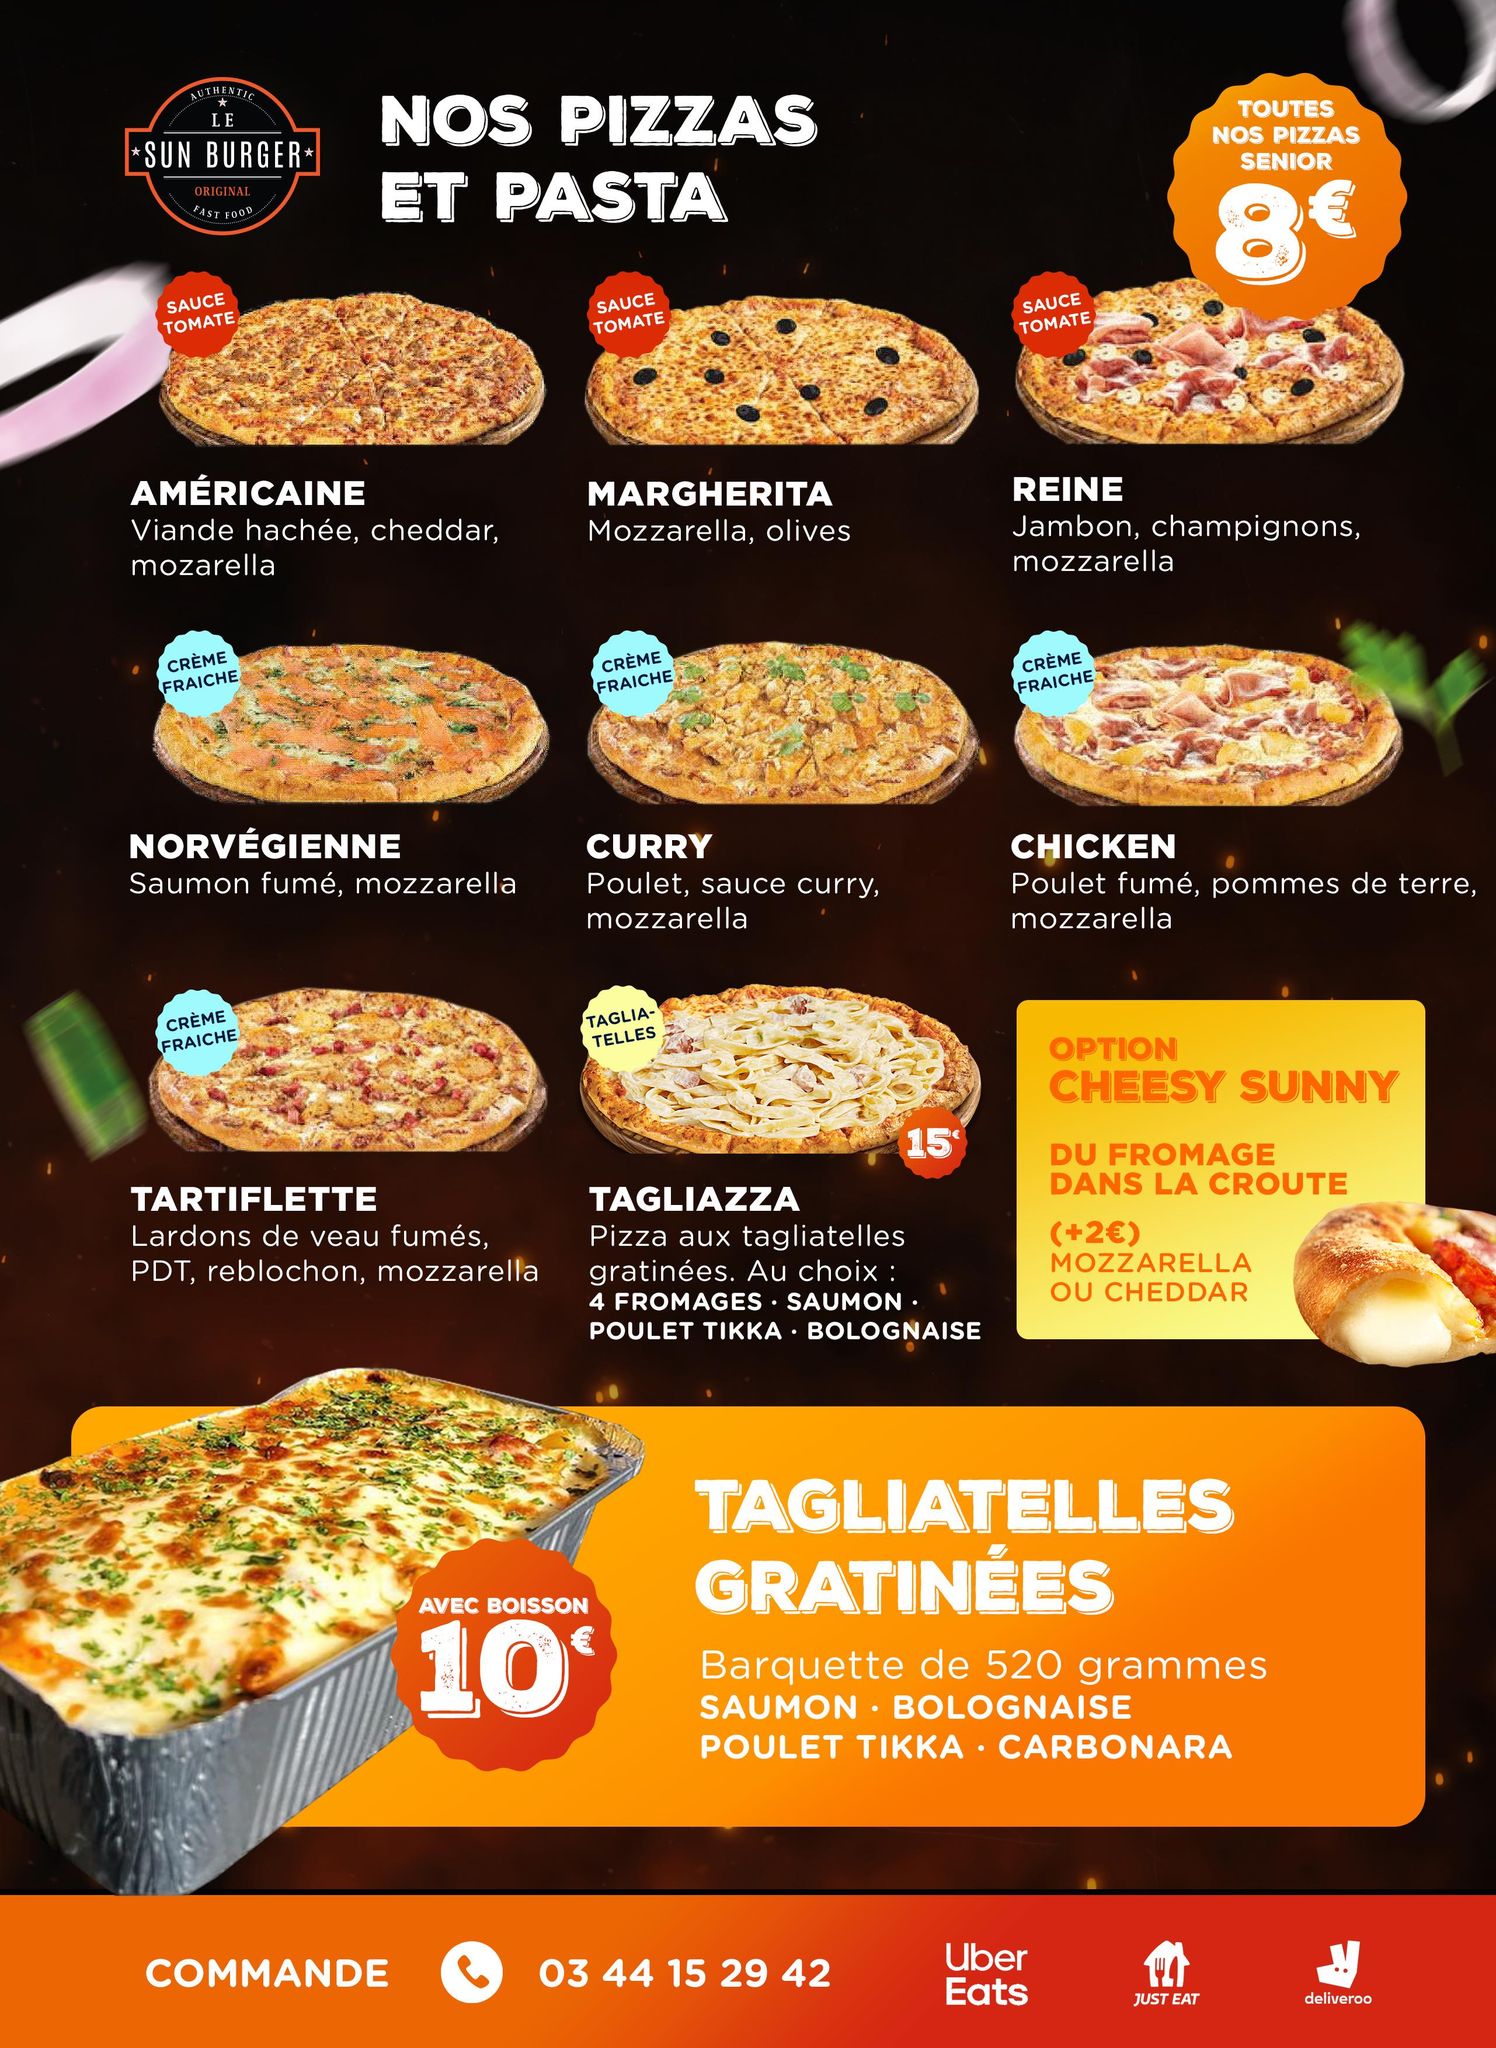 AUTHENTIC
LE
SUN BURGER
ORIGINAL
FAST FOOD
NOS PIZZAS
ET PASTA
TOUTES
NOS PIZZAS
SENIOR
8€
SAUCE
TOMATE
AMÉRICAINE
Viande hachée, cheddar,
mozarella
SAUCE
TOMATE
MARGHERITA
Mozzarella, olives
SAUCE
TOMATE
REINE
Jambon, champignons,
mozzarella
CRÈME
FRAICHE
NORVÉGIENNE
Saumon fumé, mozzarella
CRÈME
FRAICHE
CURRY
Poulet, sauce curry,
mozzarella
CRÈME
FRAICHE
CHICKEN
Poulet fumé, pommes de terre,
mozzarella
CRÈME
FRAICHE
TARTIFLETTE
Lardons de veau fumés,
PDT, reblochon, mozzarella
TAGLIA-
TELLES
15€
TAGLIAZZA
Pizza aux tagliatelles
gratinées. Au choix :
4 FROMAGES · SAUMON ·
POULET TIKKA · BOLOGNAISE
OPTION
CHEESY SUNNY
DU FROMAGE
DANS LA CROUTE
(+2€)
MOZZARELLA
OU CHEDDAR
AVEC BOISSON
10€
TAGLIATELLES
GRATINÉES
Barquette de 520 grammes
SAUMON · BOLOGNAISE
POULET TIKKA · CARBONARA
COMMANDE
03 44 15 29 42
Uber
Eats
JUST EAT
deliveroo